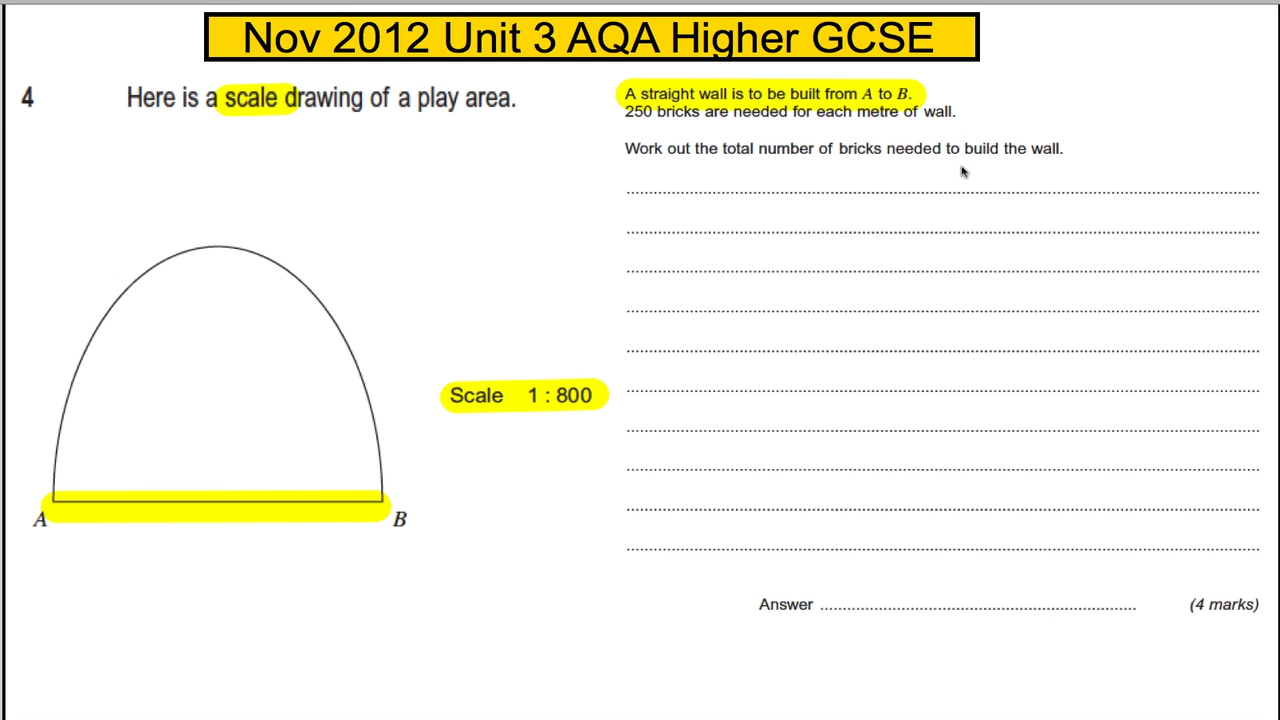 Nov 2012 Unit 3 AQA Higher GCSE
4 Here is a scale drawing of a play area.
A straight wall is to be built from A to B.
250 bricks are needed for each metre of wall.
Work out the total number of bricks needed to build the wall.
Scale 1 : 800
A
B
Answer ...................................................................... (4 marks)